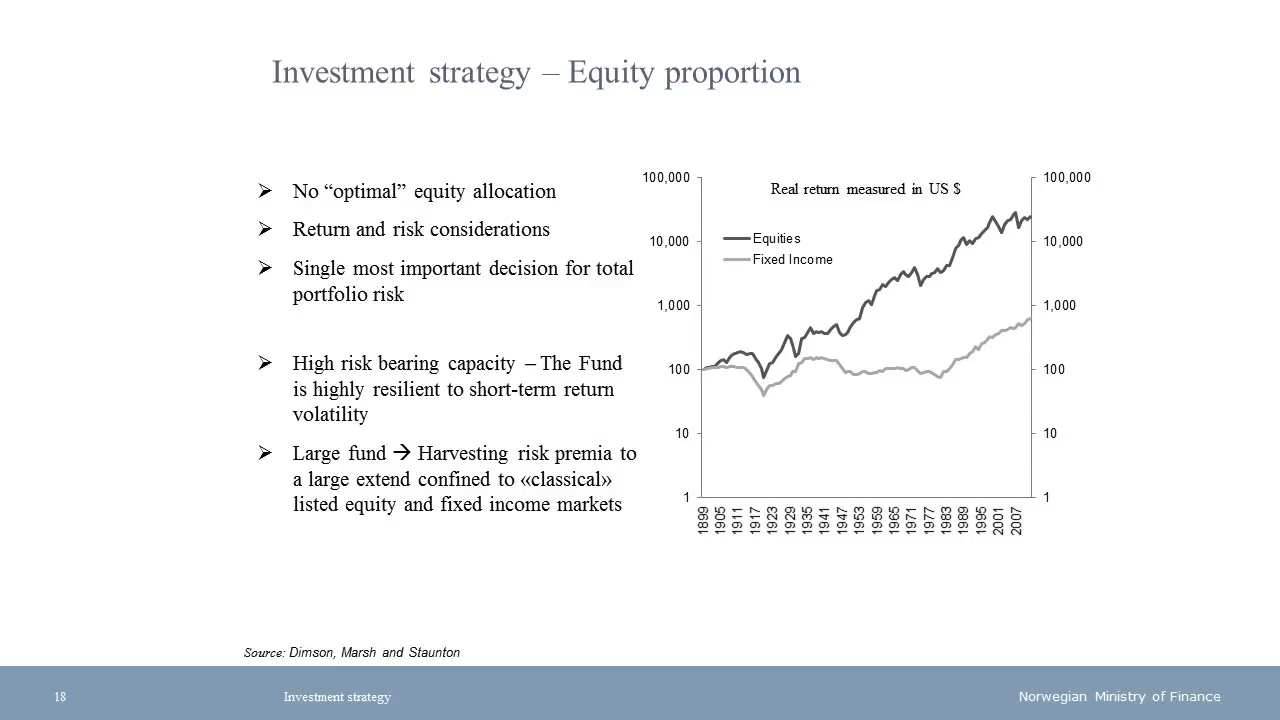 Investment strategy – Equity proportion
➢ No “optimal” equity allocation
➢ Return and risk considerations
➢ Single most important decision for total
portfolio risk
➢ High risk bearing capacity – The Fund
is highly resilient to short-term return
volatility
➢ Large fund → Harvesting risk premia to
a large extend confined to «classical»
listed equity and fixed income markets
Real return measured in US $
Equities
Fixed Income
100,000
10,000
1,000
100
10
1
100,000
10,000
1,000
100
10
1
1899
1905
1911
1917
1923
1929
1935
1941
1947
1953
1959
1965
1971
1977
1983
1989
1995
2001
2007
Source: Dimson, Marsh and Staunton
18
Investment strategy
Norwegian Ministry of Finance